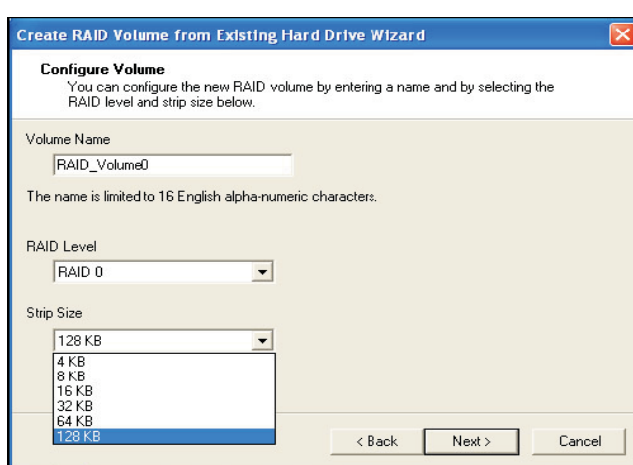 Create RAID Volume from Existing Hard Drive Wizard
Configure Volume
You can configure the new RAID volume by entering a name and by selecting the
RAID level and strip size below.
Volume Name
RAID_Volume0
The name is limited to 16 English alpha-numeric characters.
RAID Level
RAID 0
Strip Size
128 KB
4 KB
8 KB
16 KB
32 KB
64 KB
128 KB
< Back Next > Cancel